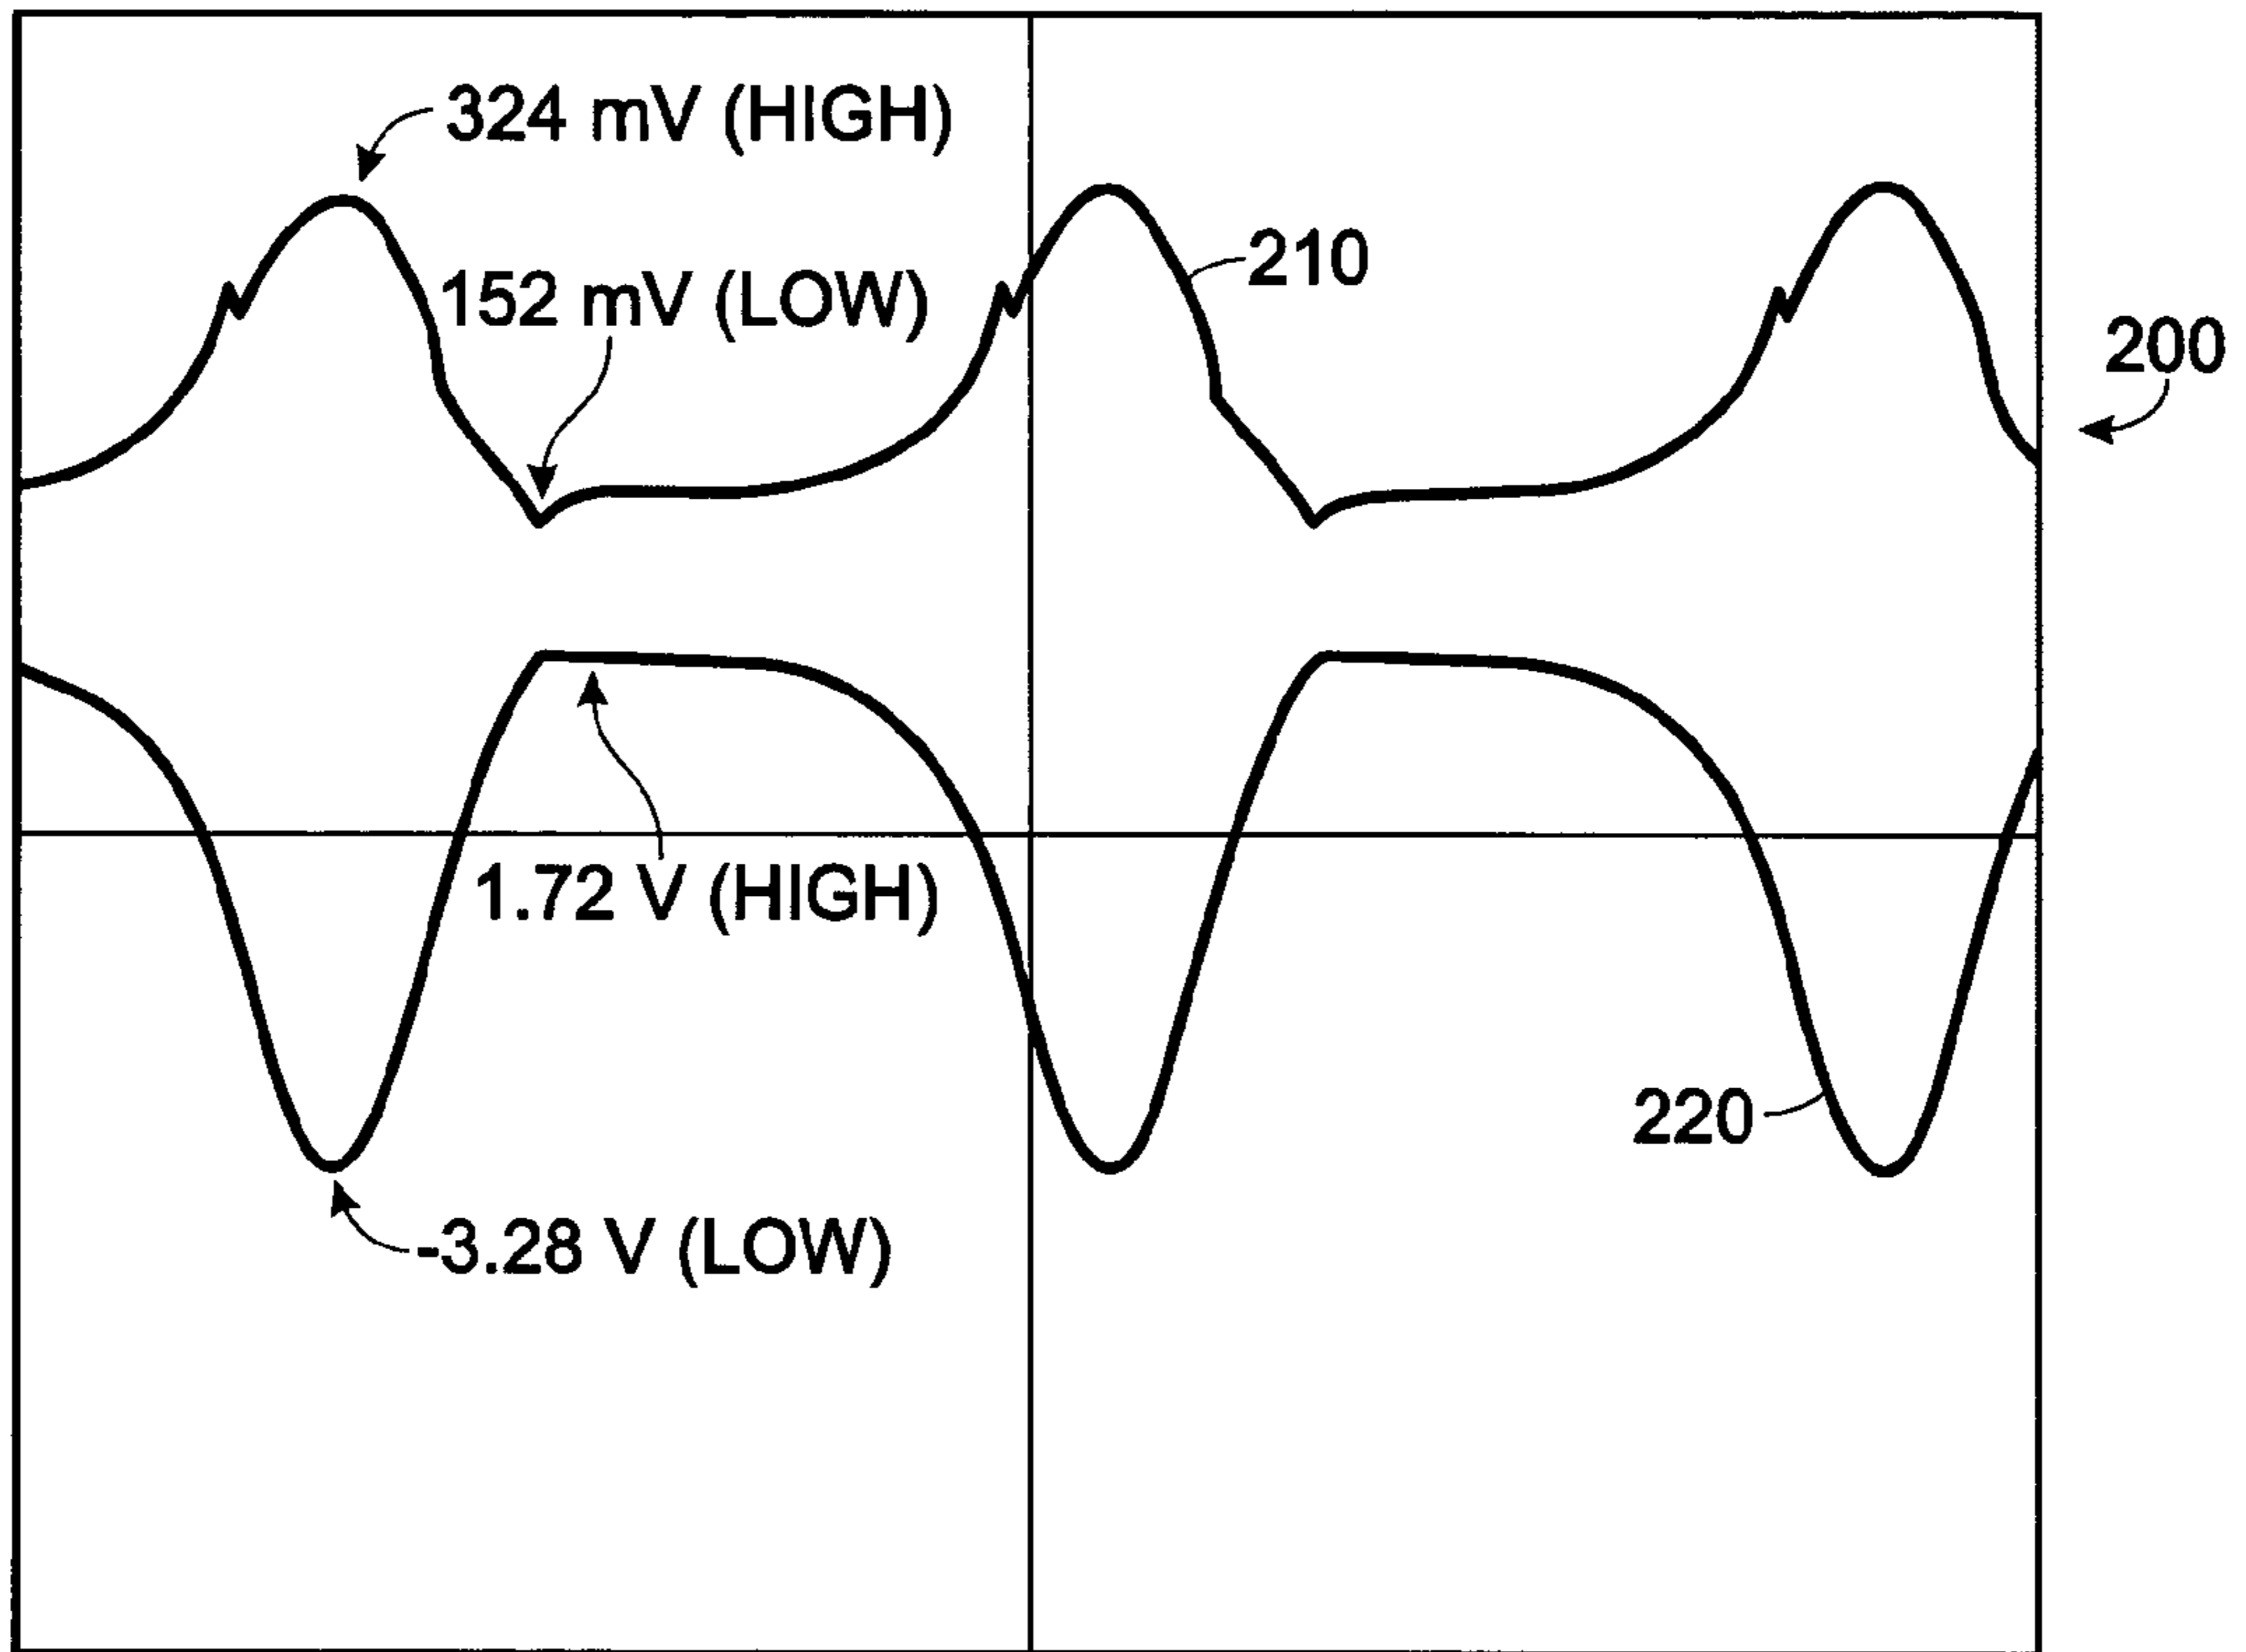 324 mV (HIGH)
210
152 mV (LOW)
200
1.72 V (HIGH)
220
-3.28 V (LOW)